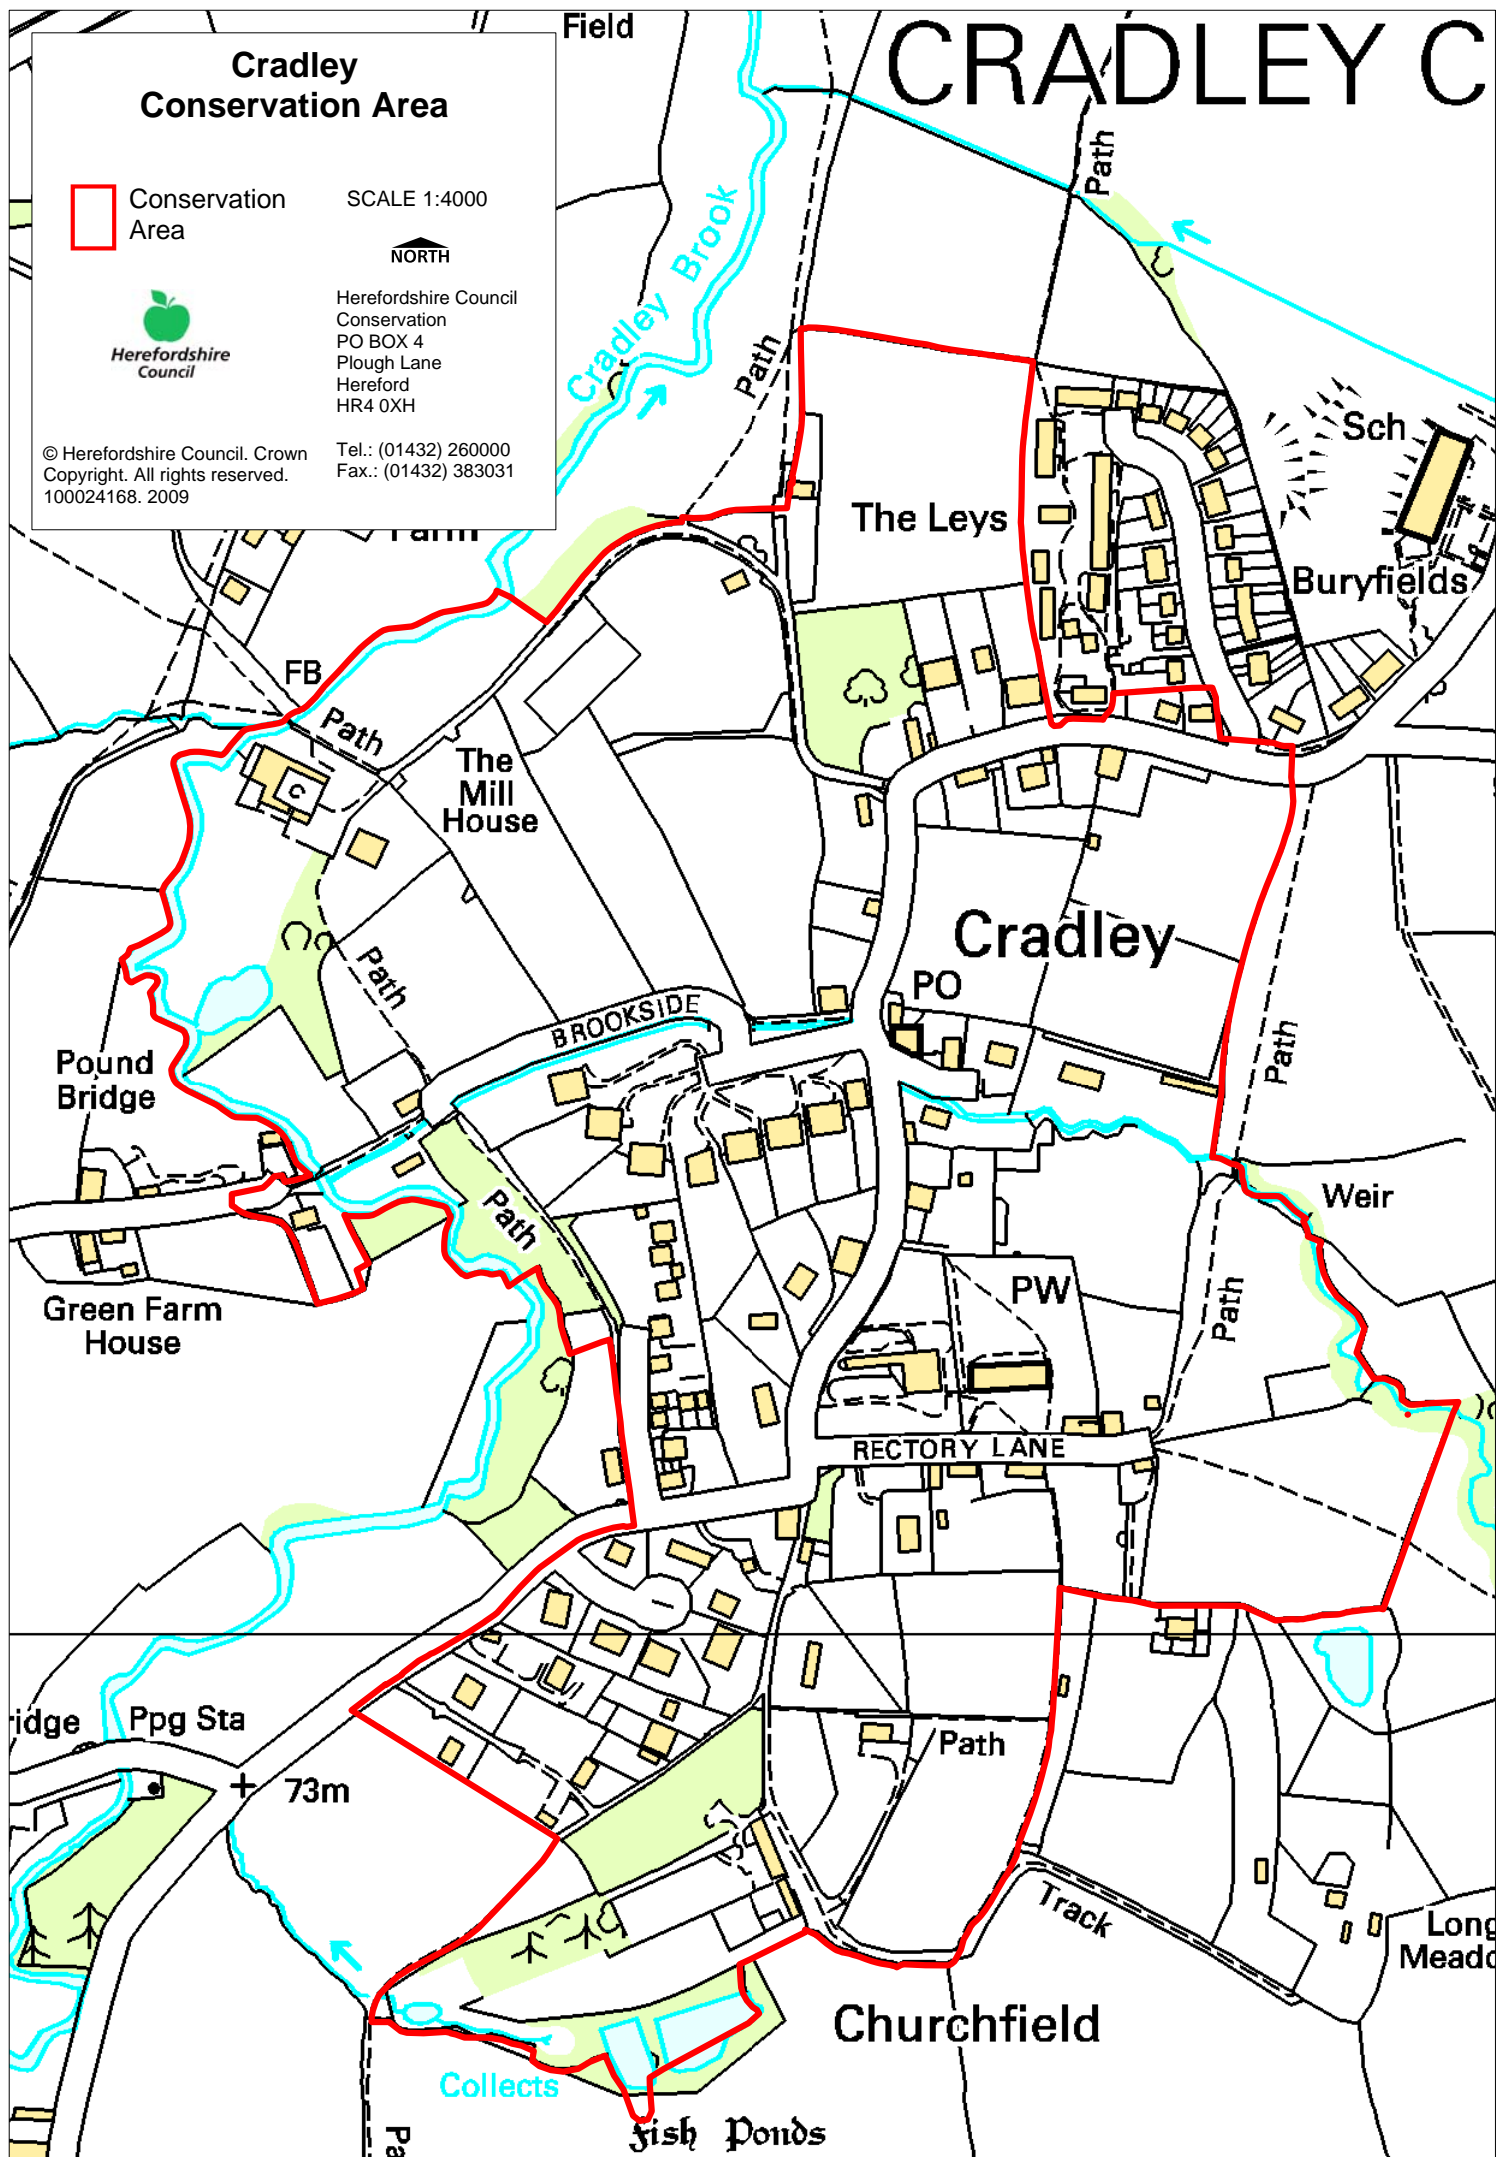 Field
CRADLEY C
Cradley
Conservation Area
Conservation
Area
SCALE 1:4000
NORTH
Herefordshire
Council
Herefordshire Council
Conservation
PO BOX 4
Plough Lane
Hereford
HR4 0XH
© Herefordshire Council. Crown
Copyright. All rights reserved.
100024168. 2009
Tel.: (01432) 260000
Fax.: (01432) 383031
Path
Cradley Brook
Path
Sch
The Leys
Farm
Buryfields
FB
Path
The
Mill
House
C
Cradley
Path
PO
BROOKSIDE
Path
Pound
Bridge
Weir
Path
PW
Path
Green Farm
House
RECTORY LANE
idge
Ppg Sta
Path
73m
Track
Long
Meado
Churchfield
Collects
Fish Ponds
Pa